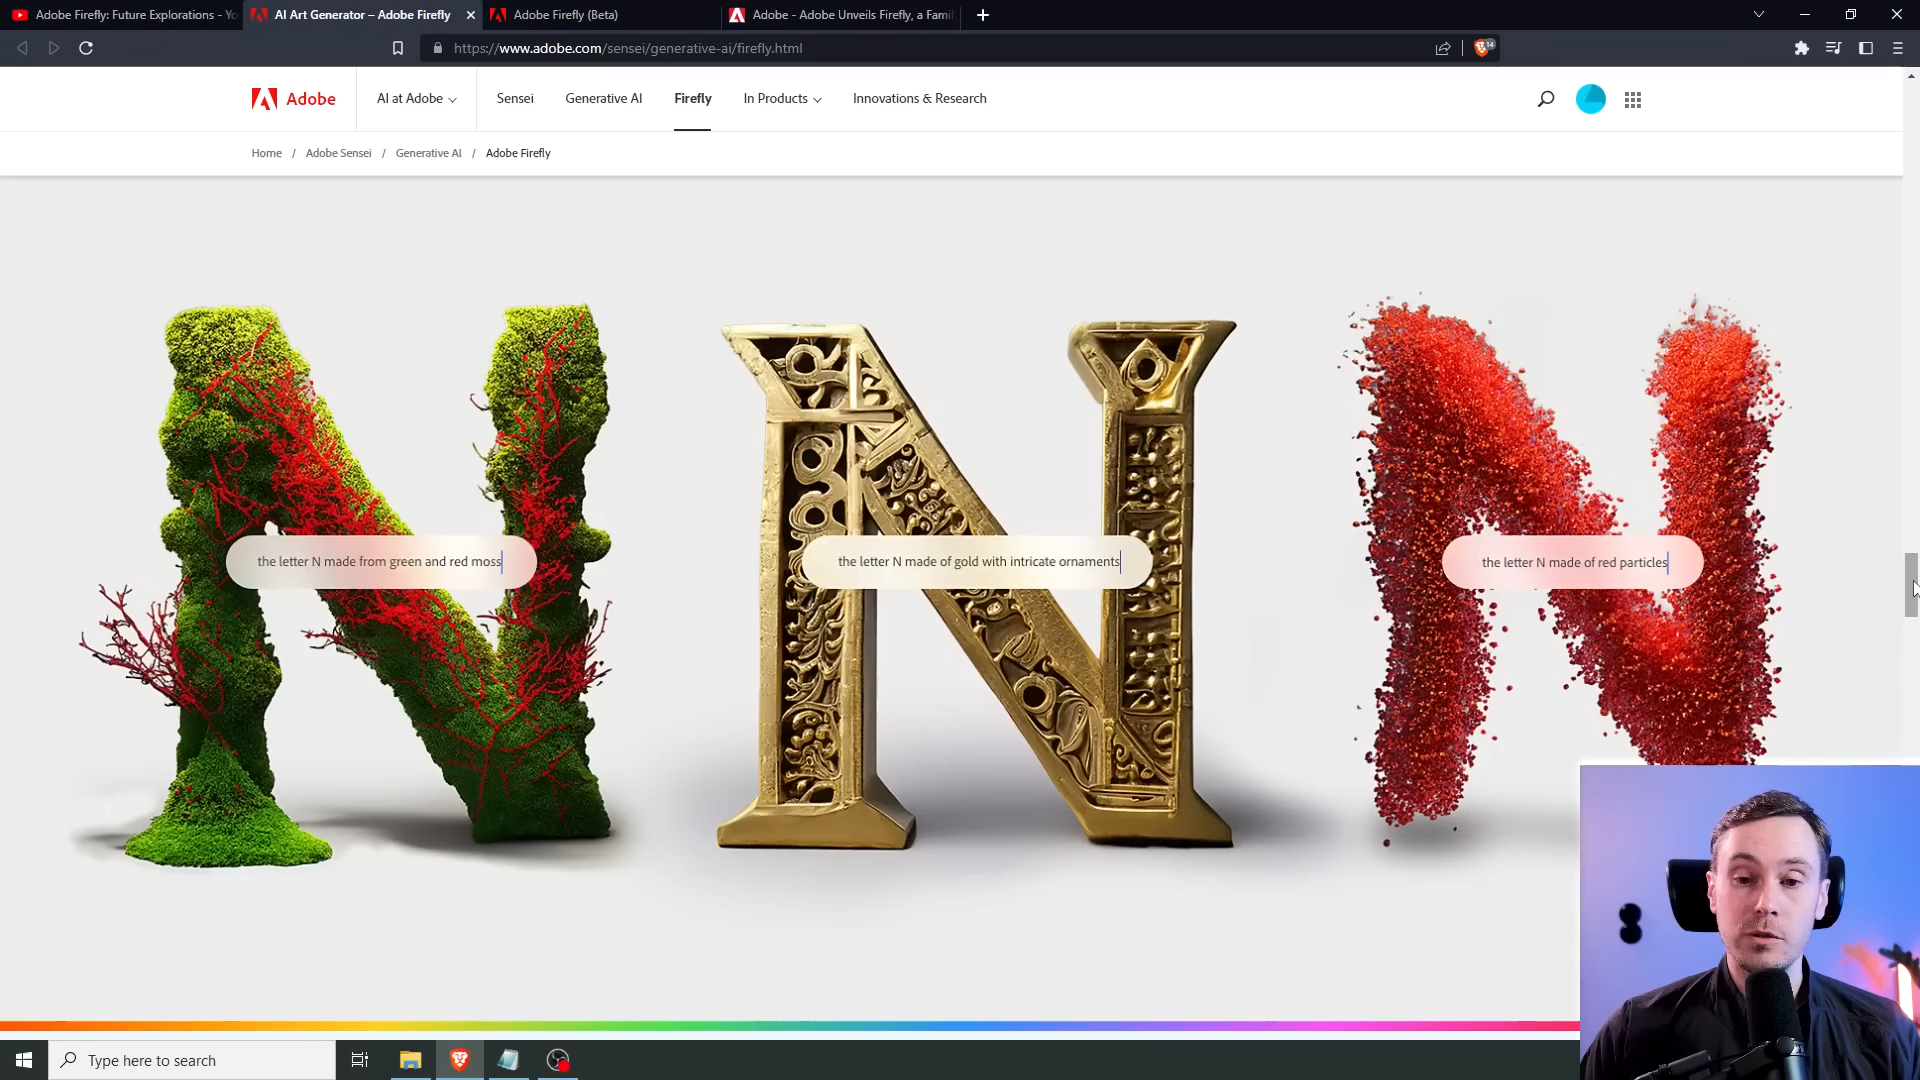 Adobe Firefly: Future Explorations - Yo
AI Art Generator – Adobe Firefly
Adobe Firefly (Beta)
Adobe - Adobe Unveils Firefly, a Famil
https://www.adobe.com/sensei/generative-ai/firefly.html
14
Adobe
AI at Adobe
Sensei
Generative AI
Firefly
In Products
Innovations & Research
Home / Adobe Sensei / Generative AI / Adobe Firefly
the letter N made from green and red moss
the letter N made of gold with intricate ornaments
the letter N made of red particles
Type here to search